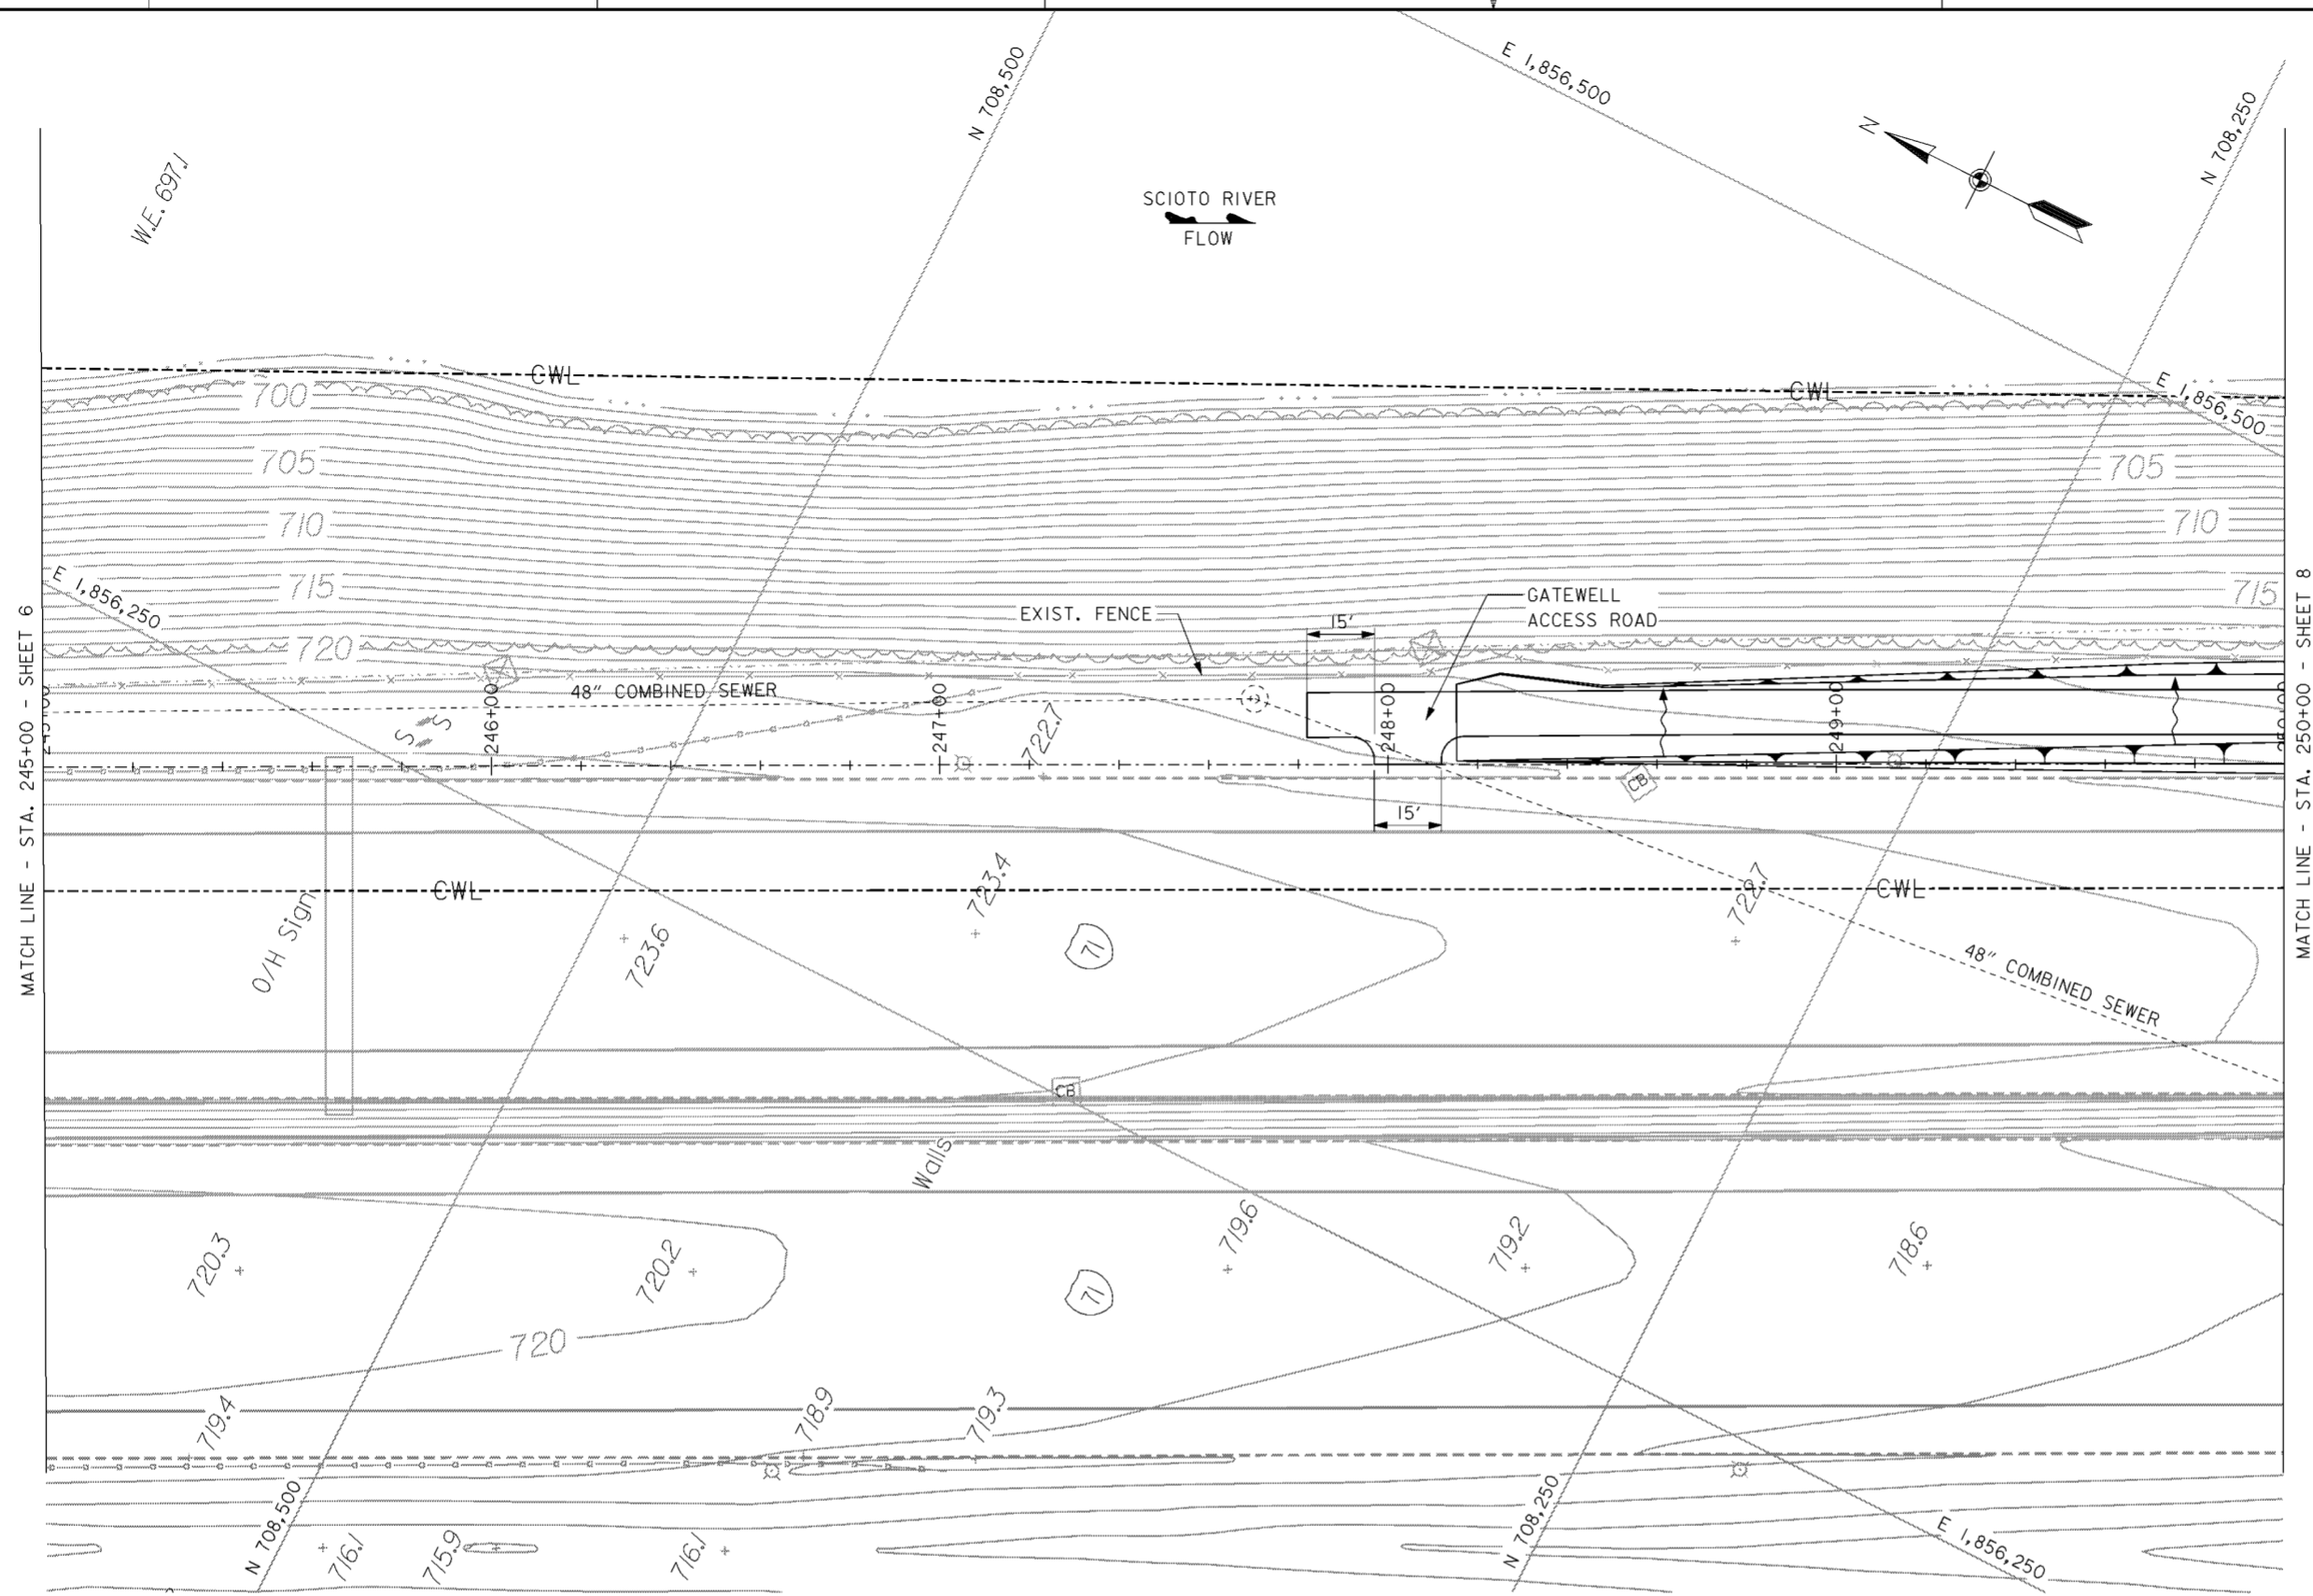 E 1,856,500
N 708,500
N 708,250
W.E. 697.1
N
SCIOTO RIVER
FLOW
CWL
CWL
E 1,856,500
700
705
705
710
710
E 1,856,250
715
715
GATEWELL
ACCESS ROAD
EXIST. FENCE
15'
720
48" COMBINED SEWER
S
S
245+00
246+00
247+00
722.7
248+00
249+00
250+00
CB
15'
MATCH LINE - STA. 245+00 - SHEET 6
MATCH LINE - STA. 250+00 - SHEET 8
CWL
723.4
722.7
CWL
O/H Sign
723.6
71
48" COMBINED SEWER
CB
Walls
720.3
720.2
719.6
719.2
718.6
71
720
719.4
718.9
719.3
N 708,500
716.1
715.9
716.1
N 708,250
E 1,856,250